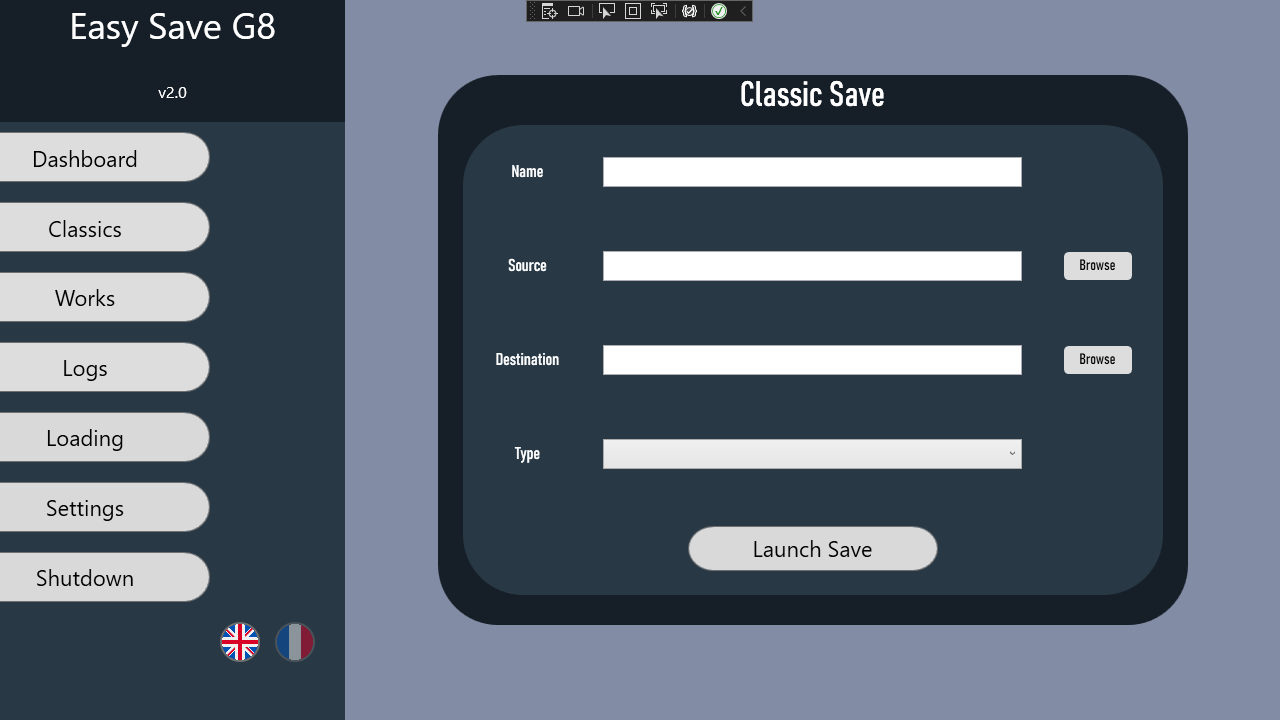 Easy Save G8
v2.0
Dashboard
Classics
Works
Logs
Loading
Settings
Shutdown
Classic Save
Name
Source
Browse
Destination
Browse
Type
Launch Save